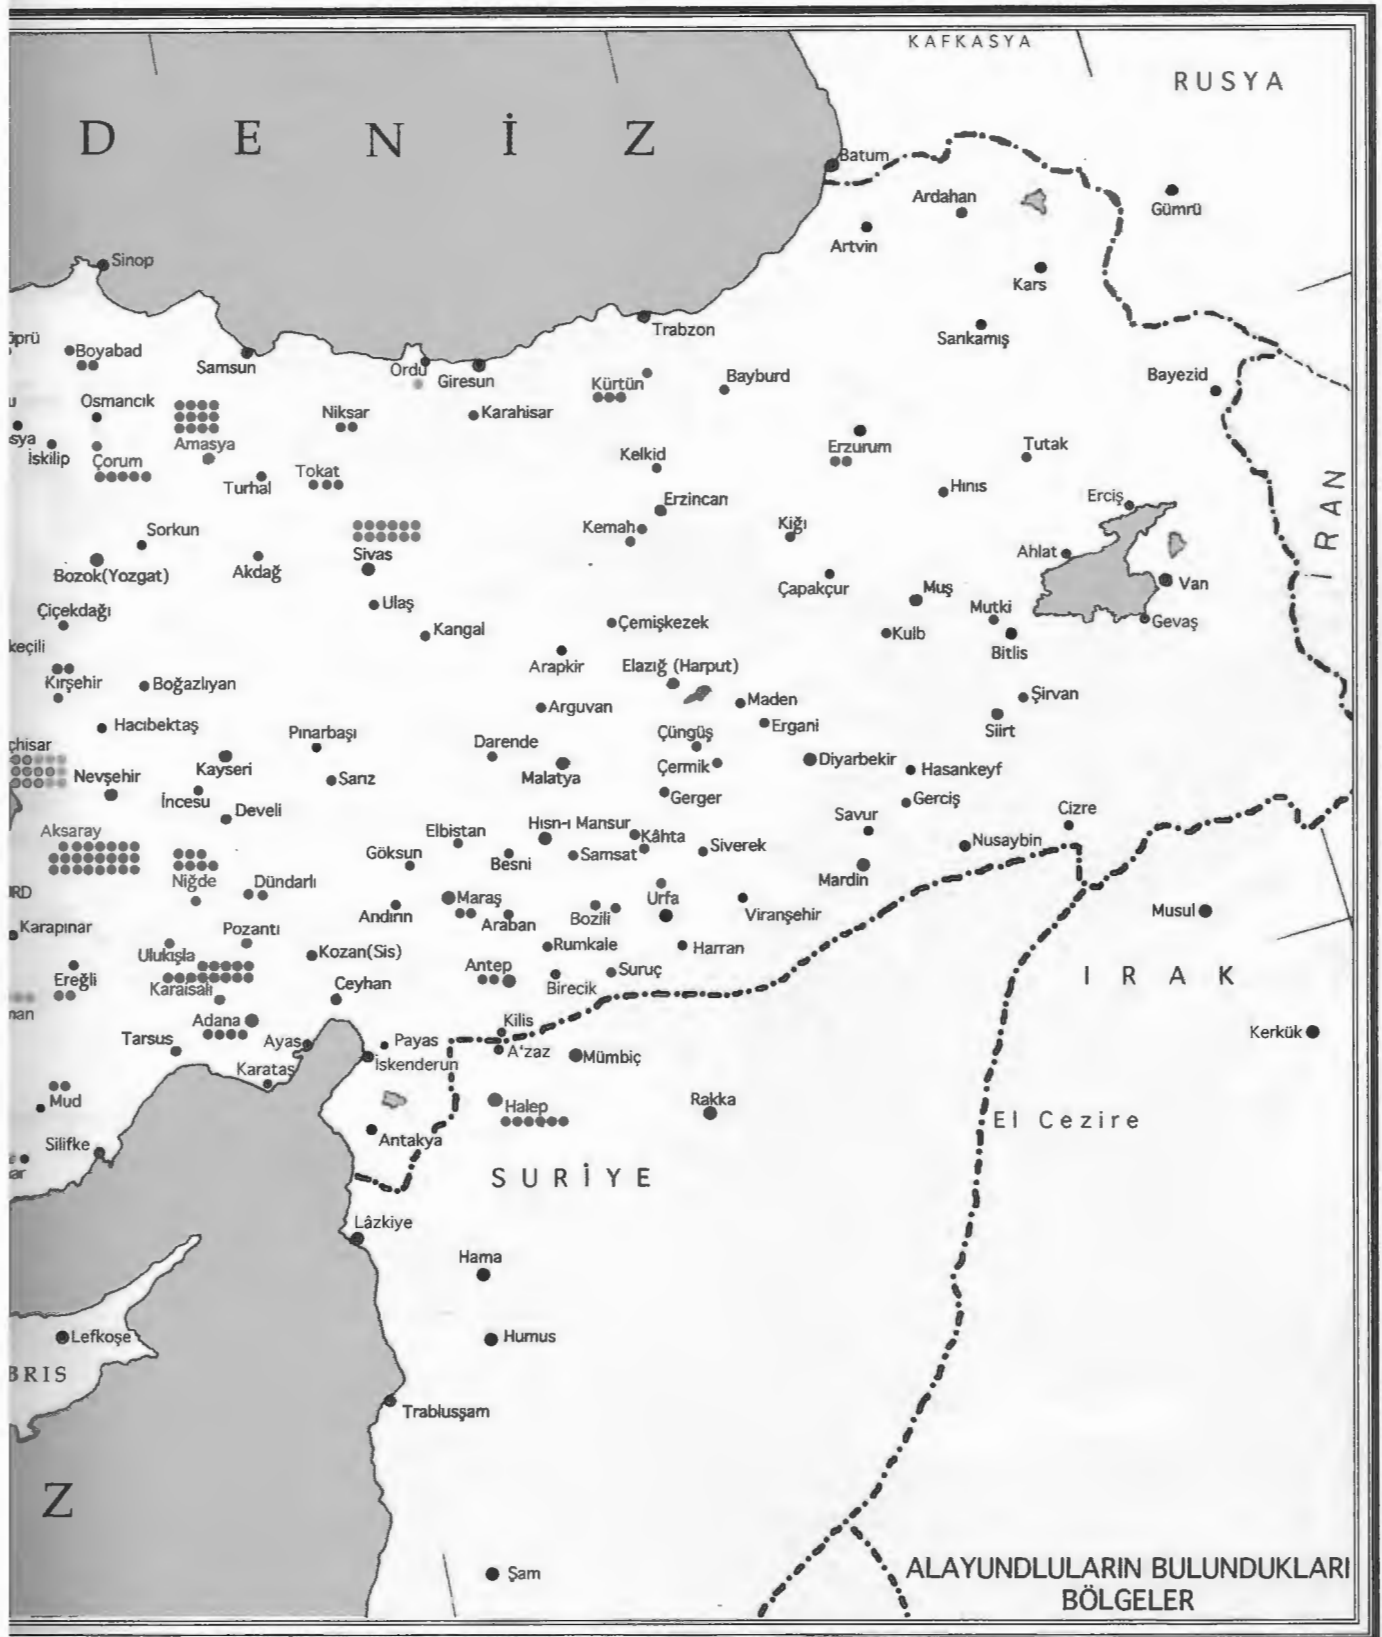 KAFKASYA
RUSYA
D E N İ Z
Batum
Ardahan
Gümrü
Artvin
Sinop
Kars
Trabzon
Sarıkamış
Boyabad
Samsun
Ordu
Giresun
Kürtün
Bayburd
Bayezid
Osmancık
Niksar
Karahisar
İskilip
Çorum
Amasya
Erzurum
Tutak
Turhal
Tokat
Kelkid
Hınıs
İRAN
Erciş
Erzincan
Sorkun
Kemah
Kiğı
Sivas
Ahlat
Bozok(Yozgat)
Akdağ
Çapakçur
Muş
Van
Çiçekdağı
Ulaş
Mutki
Kangal
Çemişkezek
Kulb
Gevaş
keçili
Bitlis
Arapkir
Elazığ (Harput)
Kırşehir
Boğazlıyan
Maden
Şirvan
Arguvan
Hacıbektaş
Ergani
Siirt
Pınarbaşı
Darende
Çüngüş
çhisar
Nevşehir
Kayseri
Sarız
Malatya
Çermik
Diyarbekir
Hasankeyf
İncesu
Develi
Gerger
Gerciş
Cizre
Aksaray
Elbistan
Hısn-ı Mansur
Kâhta
Savur
Göksun
Besni
Samsat
Siverek
Nusaybin
Niğde
Dündarlı
Mardin
Maraş
Urfa
Andırın
Araban
Bozili
Viranşehir
Musul
Karapınar
Pozantı
Ulukışla
Kozan(Sis)
Rumkale
Harran
Ereğli
Karaisalı
Ceyhan
Antep
Birecik
Suruç
IRAK
Adana
Kilis
Kerkük
Tarsus
Ayas
Payas
A'zaz
Mümbiç
Karataş
İskenderun
Mud
Halep
Rakka
El Cezire
Silifke
Antakya
SURİYE
Lâzkiye
Hama
Lefkoşe
Humus
BRIS
Trablusşam
Z
Şam
ALAYUNDLULARIN BULUNDUKLARI
BÖLGELER